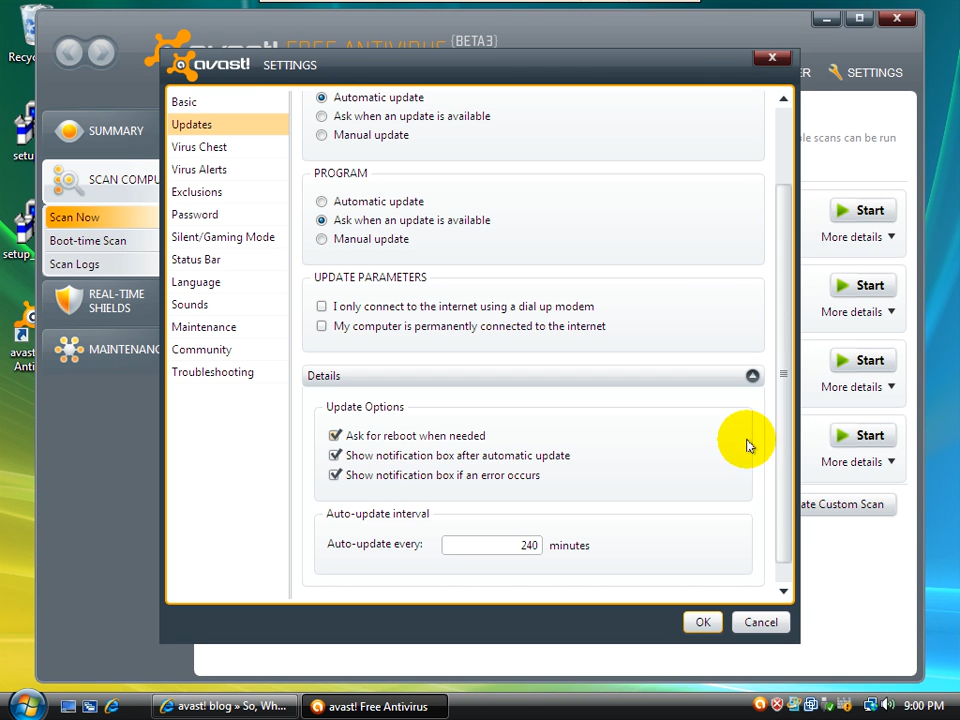 Recyc
avast! FREE ANTIVIRUS {BETA3}
avast! SETTINGS
ER SETTINGS
SUMMARY
SCAN COMPU
Scan Now
Boot-time Scan
Scan Logs
REAL-TIME
SHIELDS
MAINTENANC
setu
setup_
avast
Anti
Basic
Updates
Virus Chest
Virus Alerts
Exclusions
Password
Silent/Gaming Mode
Status Bar
Language
Sounds
Maintenance
Community
Troubleshooting
Automatic update
Ask when an update is available
Manual update
PROGRAM
Automatic update
Ask when an update is available
Manual update
UPDATE PARAMETERS
I only connect to the internet using a dial up modem
My computer is permanently connected to the internet
Details
Update Options
Ask for reboot when needed
Show notification box after automatic update
Show notification box if an error occurs
Auto-update interval
Auto-update every: 240 minutes
OK Cancel
le scans can be run
Start
More details
Start
More details
Start
More details
Start
More details
ate Custom Scan
avast! blog » So, Wh...
avast! Free Antivirus
9:00 PM